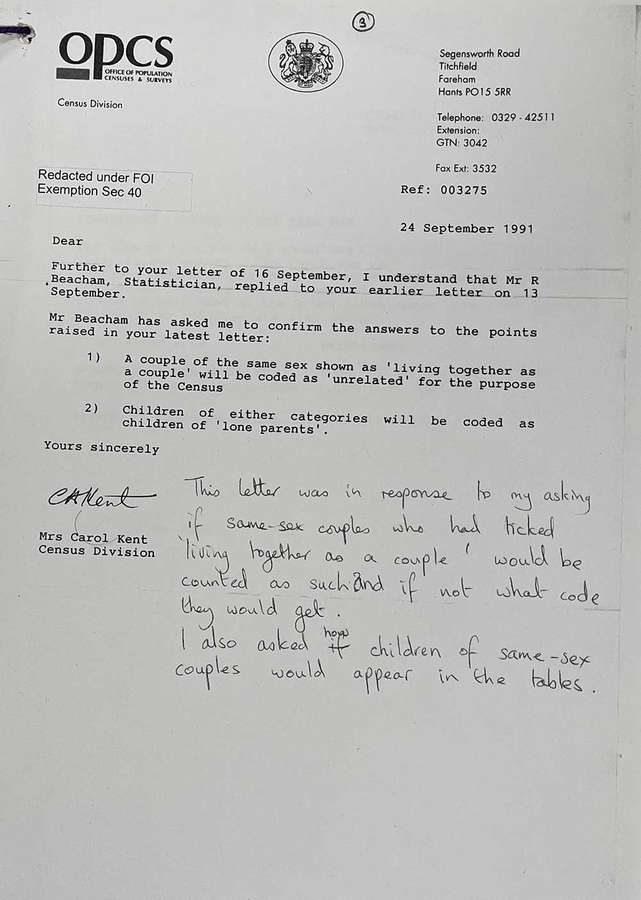 3
OPCS
OFFICE OF POPULATION
CENSUSES & SURVEYS
Census Division
Segensworth Road
Titchfield
Fareham
Hants PO15 5RR
Telephone: 0329 - 42511
Extension:
GTN: 3042
Fax Ext: 3532
Redacted under FOI
Exemption Sec 40
Ref: 003275
24 September 1991
Dear
Further to your letter of 16 September, I understand that Mr R
Beacham, Statistician, replied to your earlier letter on 13
September.
Mr Beacham has asked me to confirm the answers to the points
raised in your latest letter:
1) A couple of the same sex shown as 'living together as
a couple' will be coded as 'unrelated' for the purpose
of the Census
2) Children of either categories will be coded as
children of 'lone parents'.
Yours sincerely
CAKent
Mrs Carol Kent
Census Division
This letter was in response to my asking
if same-sex couples who had ticked
'living together as a couple' would be
counted as such and if not what code
they would get.
I also asked how if children of same-sex
couples would appear in the tables.